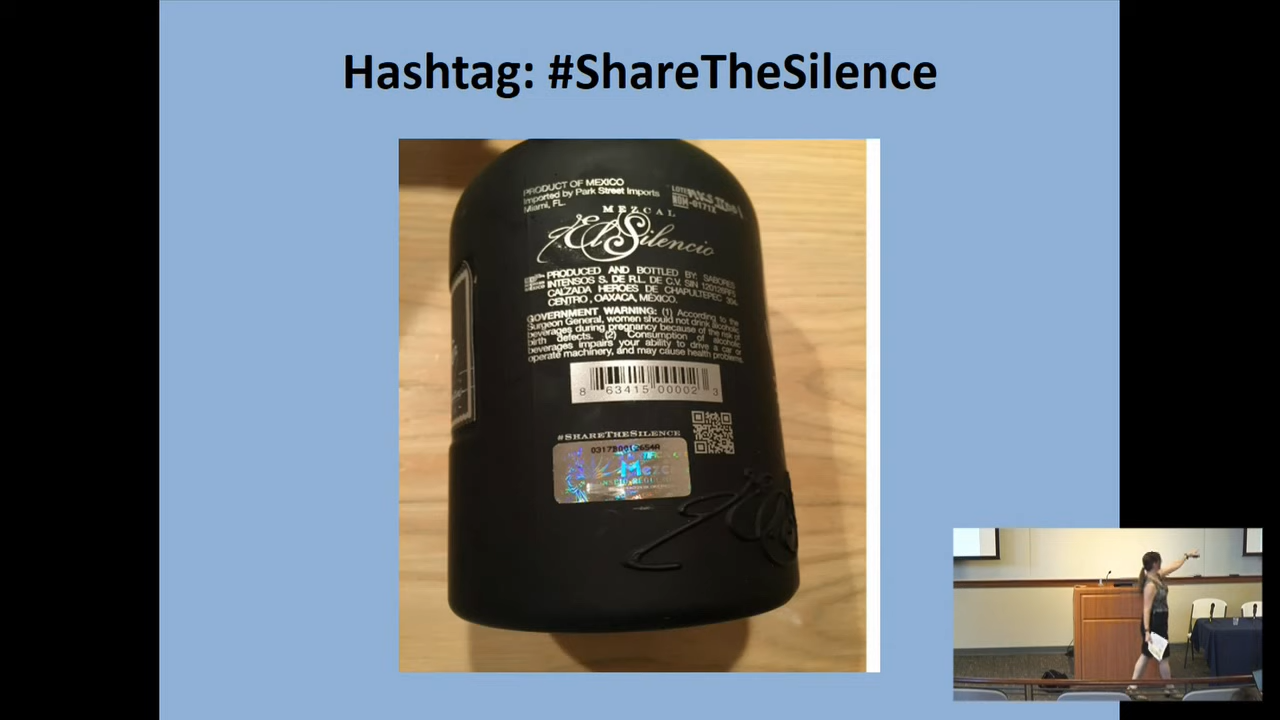 Hashtag: #ShareTheSilence
PRODUCT OF MEXICO
Imported by Park Street Imports
Miami, FL.
LOTE
MEZCAL
El Silencio
PRODUCED AND BOTTLED BY: SABORES
INTENSOS S. DE R.L. DE C.V. SIN
CALZADA HEROES DE CHAPULTEPEC
CENTRO, OAXACA, MÉXICO.
GOVERNMENT WARNING: (1) According to the
Surgeon General, women should not drink alcoholic
beverages during pregnancy because of the risk of
birth defects. (2) Consumption of alcoholic
beverages impairs your ability to drive a car or
operate machinery, and may cause health problems.
8 63415 00002 3
#SHARETHESILENCE
Mezca